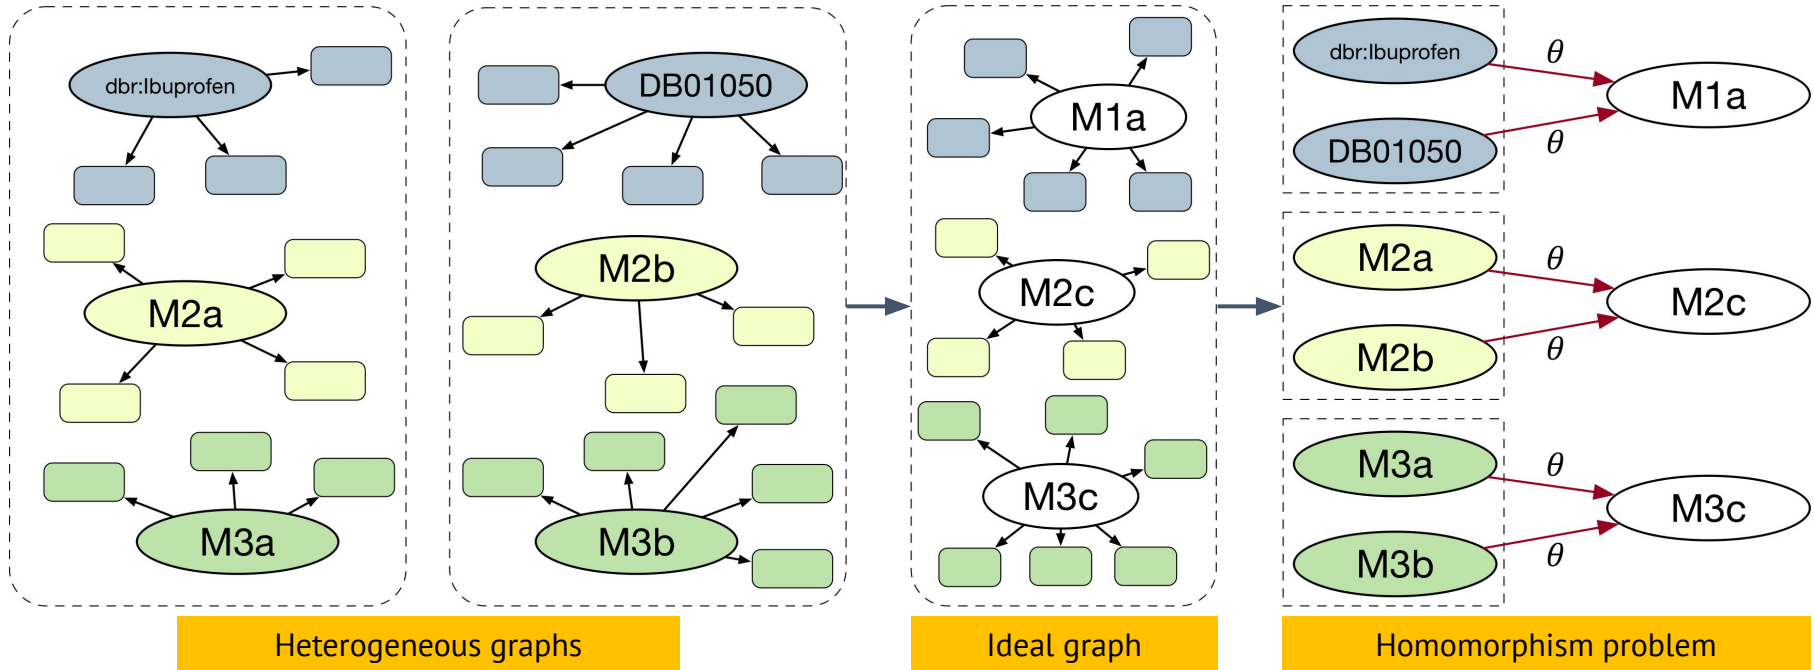 dbr:Ibuprofen
M2a
M3a
DB01050
M2b
M3b
Heterogeneous graphs
M1a
M2c
M3c
Ideal graph
dbr:Ibuprofen
θ
M1a
DB01050
θ
M2a
θ
M2c
M2b
θ
M3a
θ
M3c
M3b
θ
Homomorphism problem